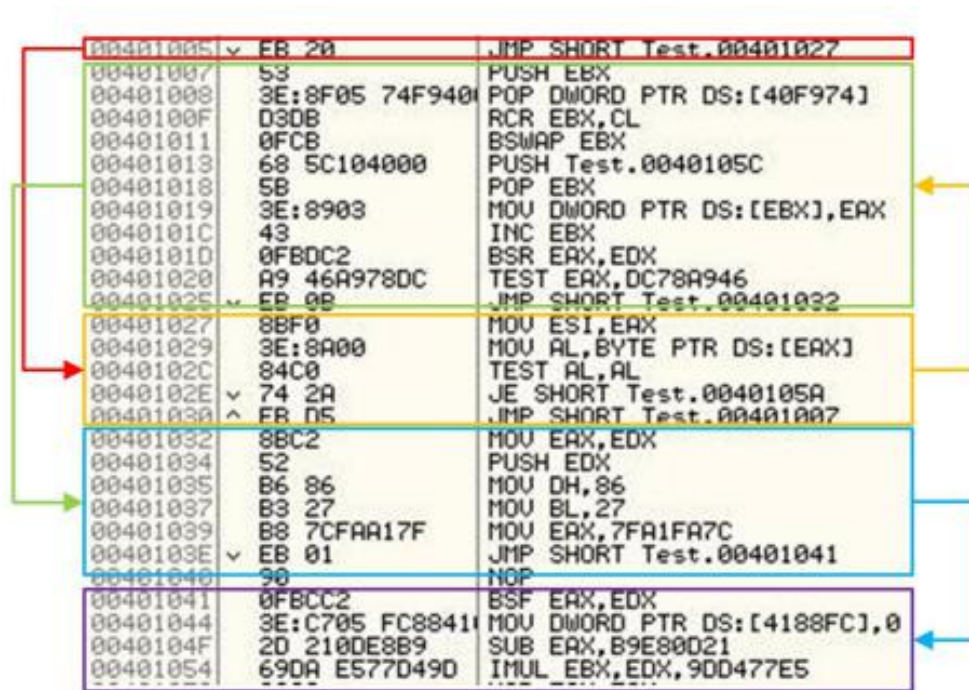 00401005 EB 20 JMP SHORT Test.00401027
00401007 53 PUSH EBX
00401008 3E:8F05 74F940 POP DWORD PTR DS:[40F974]
0040100F D3DB RCR EBX,CL
00401011 0FCB BSWAP EBX
00401013 68 5C104000 PUSH Test.0040105C
00401018 5B POP EBX
00401019 3E:8903 MOV DWORD PTR DS:[EBX],EAX
0040101C 43 INC EBX
0040101D 0FBDC2 BSR EAX,EDX
00401020 A9 46A978DC TEST EAX,DC78A946
00401025 EB 0B JMP SHORT Test.00401032
00401027 8BF0 MOV ESI,EAX
00401029 3E:8A00 MOV AL,BYTE PTR DS:[EAX]
0040102C 84C0 TEST AL,AL
0040102E 74 2A JE SHORT Test.0040105A
00401030 ^ EB D5 JMP SHORT Test.00401007
00401032 8BC2 MOV EAX,EDX
00401034 52 PUSH EDX
00401035 B6 86 MOV DH,86
00401037 B3 27 MOV BL,27
00401039 B8 7CFAA17F MOV EAX,7FA1FA7C
0040103E EB 01 JMP SHORT Test.00401041
00401040 90 NOP
00401041 0FBCC2 BSF EAX,EDX
00401044 3E:C705 FC8841 MOV DWORD PTR DS:[4188FC],0
0040104F 2D 210DE8B9 SUB EAX,B9E80D21
00401054 69DA E577D49D IMUL EBX,EDX,9DD477E5